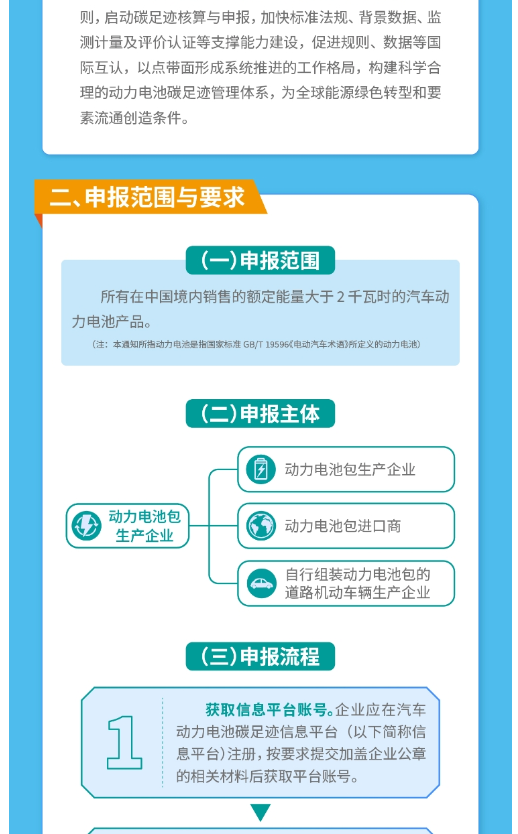 则，启动碳足迹核算与申报，加快标准法规、背景数据、监
测计量及评价认证等支撑能力建设，促进规则、数据等国
际互认，以点带面形成系统推进的工作格局，构建科学合
理的动力电池碳足迹管理体系，为全球能源绿色转型和要
素流通创造条件。
二、申报范围与要求
（一）申报范围
所有在中国境内销售的额定能量大于 2 千瓦时的汽车动
力电池产品。
（注：本通知所指动力电池是指国家标准 GB/T 19596《电动汽车术语》所定义的动力电池）
（二）申报主体
动力电池包
生产企业
动力电池包生产企业
动力电池包进口商
自行组装动力电池包的
道路机动车辆生产企业
（三）申报流程
1
获取信息平台账号。企业应在汽车
动力电池碳足迹信息平台（以下简称信
息平台）注册，按要求提交加盖企业公章
的相关材料后获取平台账号。